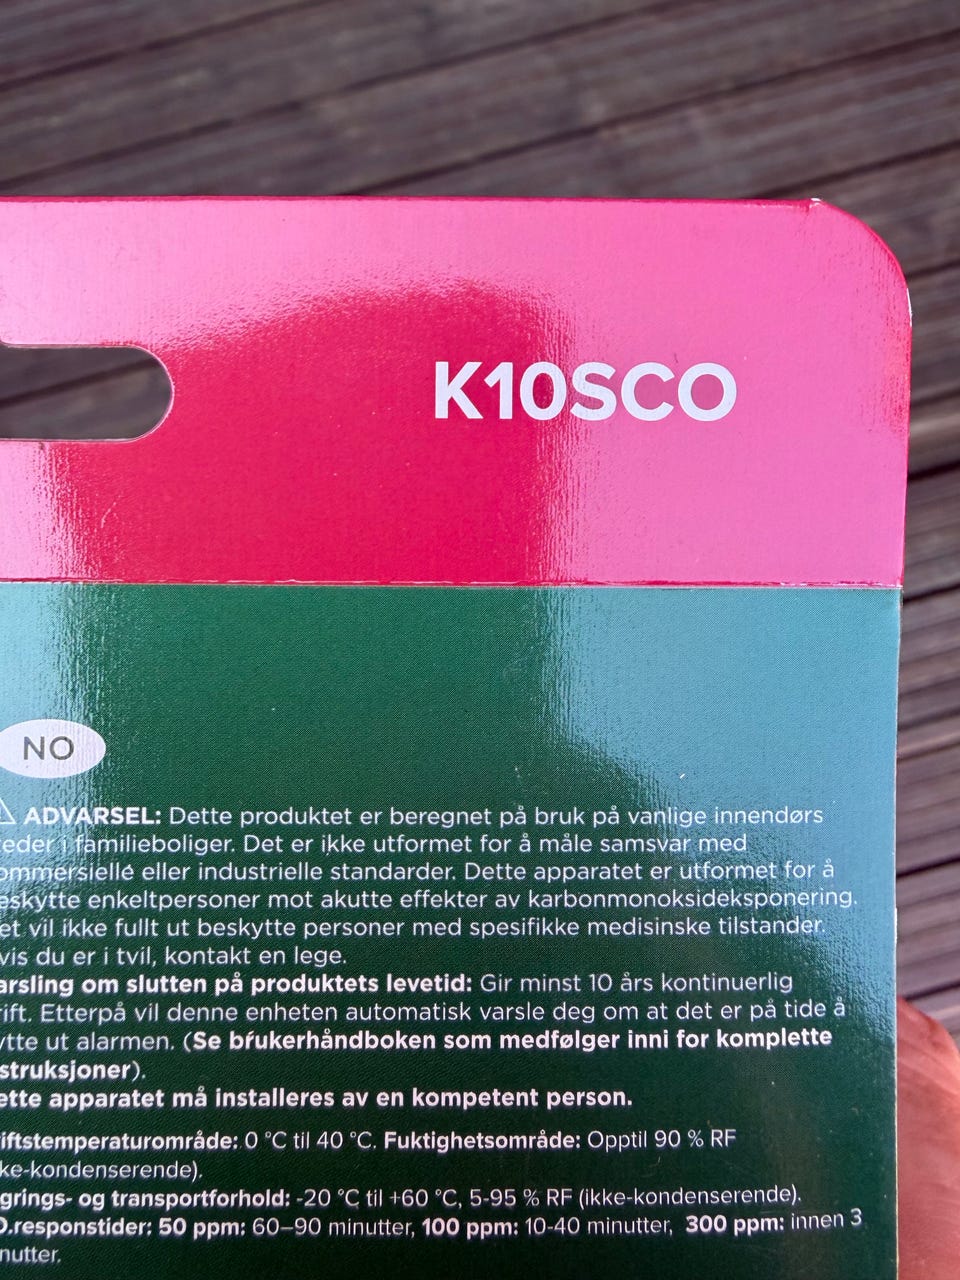 K10SCO
NO
ADVARSEL: Dette produktet er beregnet på bruk på vanlige innendørs
eder i familieboliger. Det er ikke utformet for å måle samsvar med
ommersielle eller industrielle standarder. Dette apparatet er utformet for å
eskytte enkeltpersoner mot akutte effekter av karbonmonoksideksponering.
et vil ikke fullt ut beskytte personer med spesifikke medisinske tilstander.
vis du er i tvil, kontakt en lege.
arsling om slutten på produktets levetid: Gir minst 10 års kontinuerlig
rift. Etterpå vil denne enheten automatisk varsle deg om at det er på tide å
ytte ut alarmen. (Se brukerhåndboken som medfølger inni for komplette
struksjoner).
ette apparatet må installeres av en kompetent person.
iftstemperaturområde: 0 °C til 40 °C. Fuktighetsområde: Opptil 90 % RF
ke-kondenserende).
grings- og transportforhold: -20 °C til +60 °C, 5-95 % RF (ikke-kondenserende).
O.responstider: 50 ppm: 60–90 minutter, 100 ppm: 10-40 minutter, 300 ppm: innen 3
nutter.